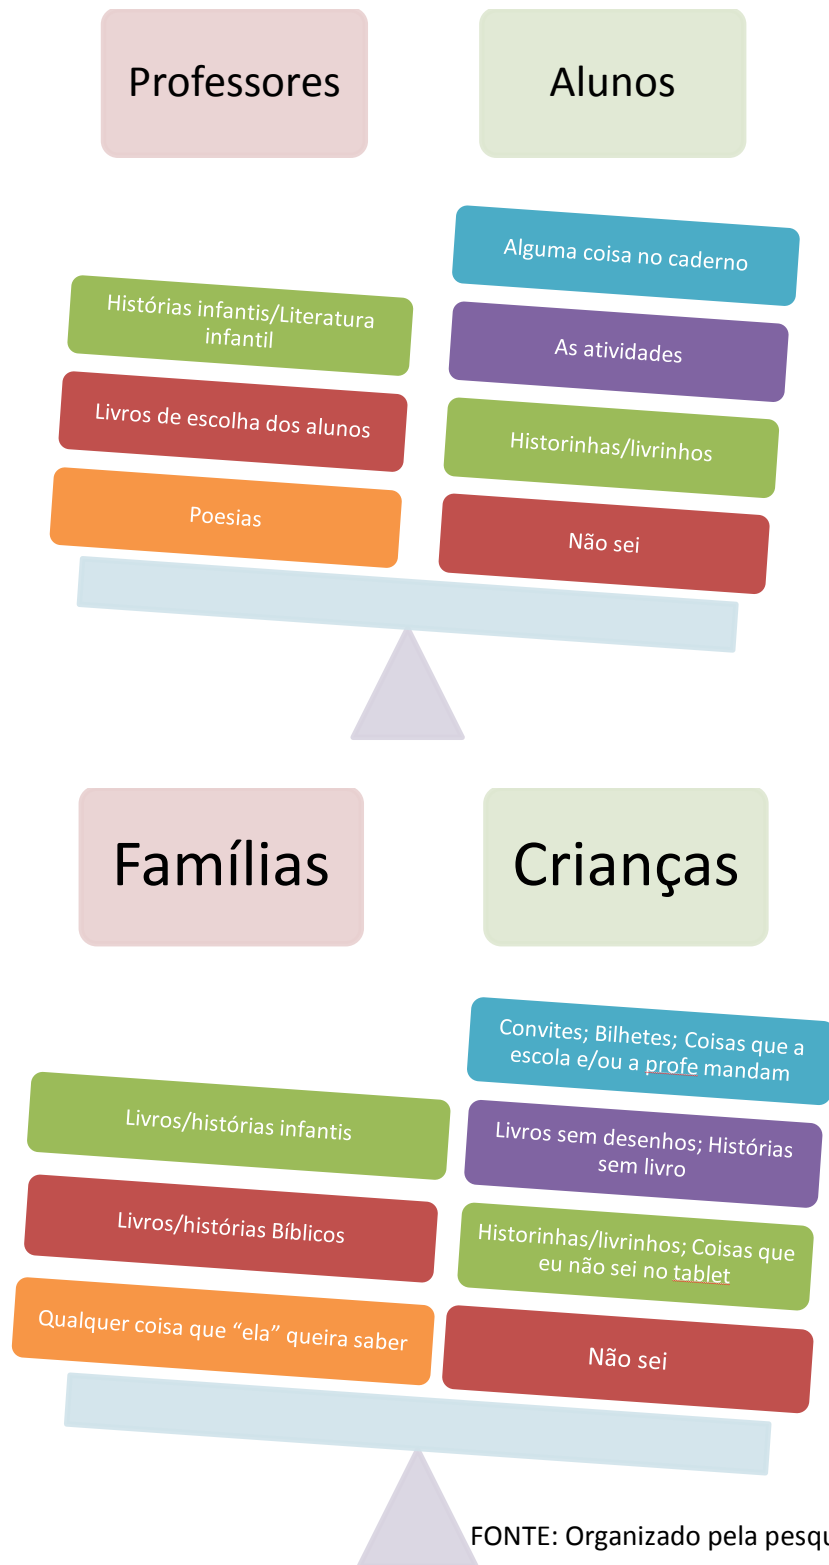 Professores
Alunos
Histórias infantis/Literatura
infantil
Livros de escolha dos alunos
Poesias
Alguma coisa no caderno
As atividades
Historinhas/livrinhos
Não sei
Famílias
Crianças
Livros/histórias infantis
Livros/histórias Bíblicos
Qualquer coisa que “ela” queira saber
Convites; Bilhetes; Coisas que a
escola e/ou a profe mandam
Livros sem desenhos; Histórias
sem livro
Historinhas/livrinhos; Coisas que
eu não sei no tablet
Não sei
FONTE: Organizado pela